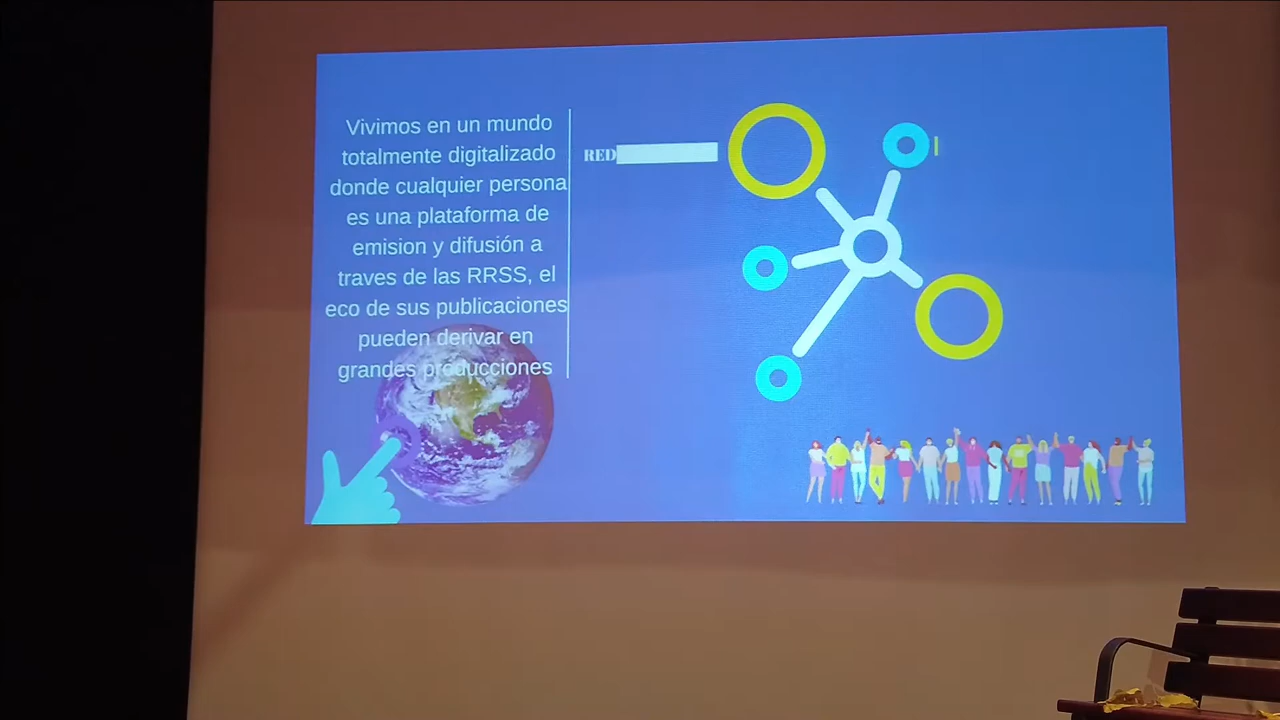 Vivimos en un mundo
totalmente digitalizado
donde cualquier persona
es una plataforma de
emision y difusión a
traves de las RRSS, el
eco de sus publicaciones
pueden derivar en
grandes producciones
RED